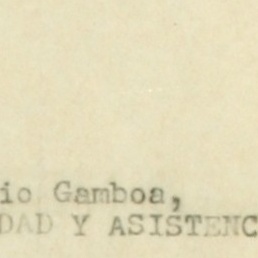 io Gamboa,
DAD Y ASISTENC